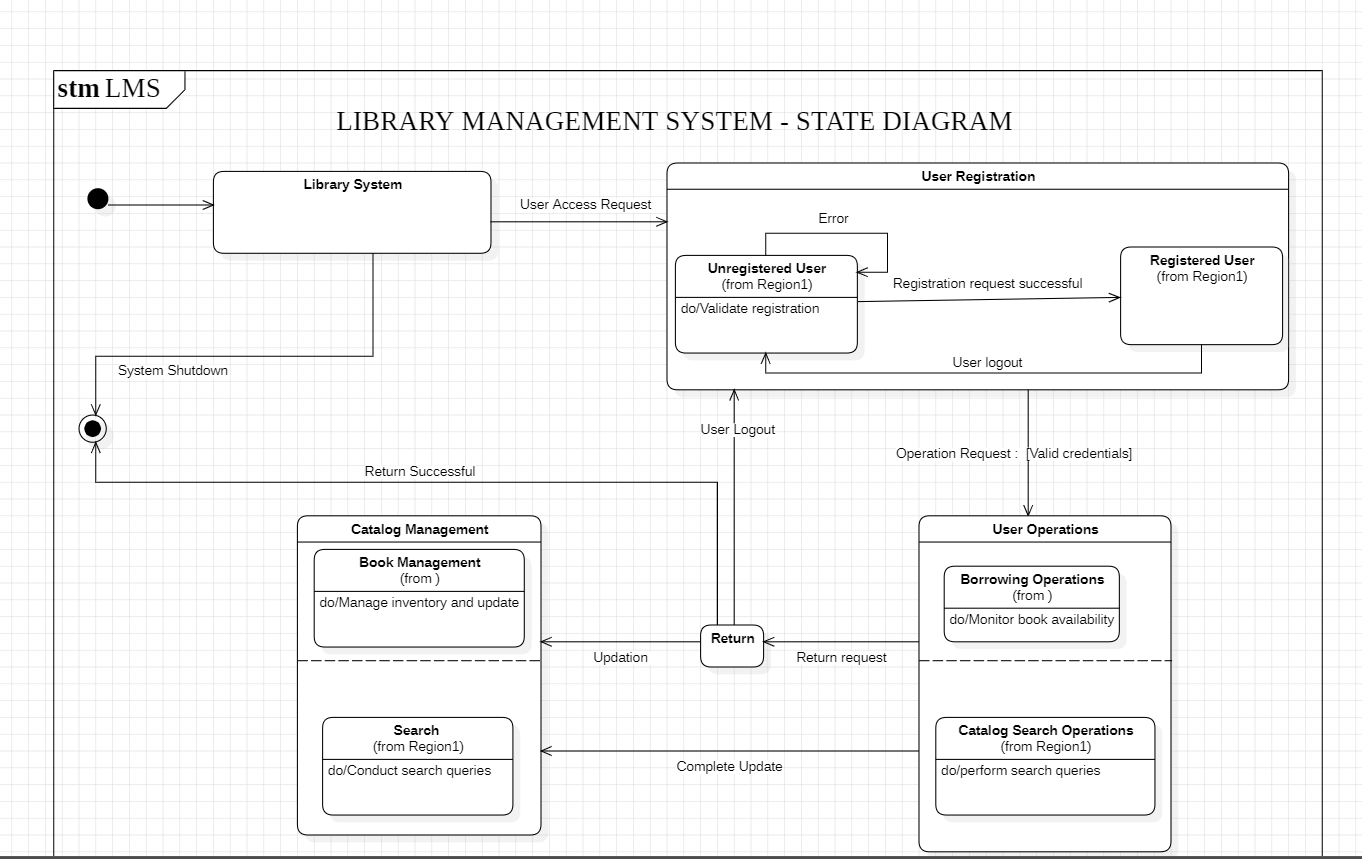 stm LMS
LIBRARY MANAGEMENT SYSTEM - STATE DIAGRAM
Library System
User Access Request
User Registration
Error
Unregistered User
(from Region1)
do/Validate registration
Registration request successful
Registered User
(from Region1)
User logout
System Shutdown
User Logout
Operation Request : [Valid credentials]
Return Successful
Catalog Management
Book Management
(from )
do/Manage inventory and update
Search
(from Region1)
do/Conduct search queries
Updation
Return
Return request
Complete Update
User Operations
Borrowing Operations
(from )
do/Monitor book availability
Catalog Search Operations
(from Region1)
do/perform search queries